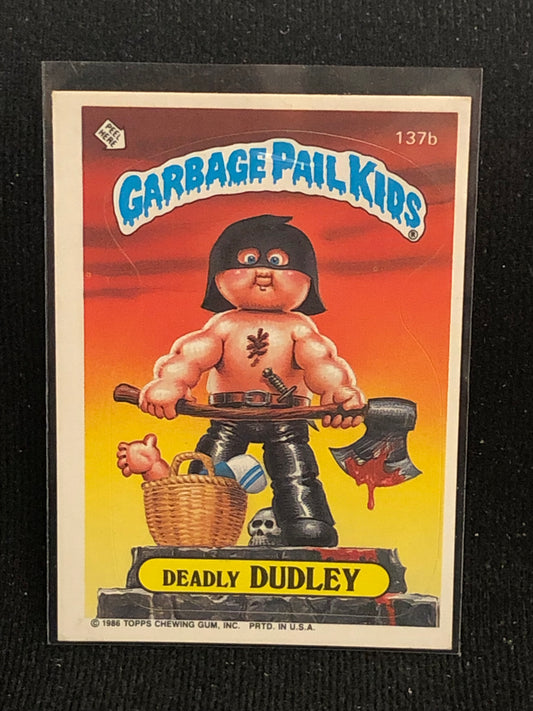 PEEL
HERE
137b
GARBAGE PAIL KIDS
®
DEADLY DUDLEY
© 1986 TOPPS CHEWING GUM, INC. PRTD. IN U.S.A.